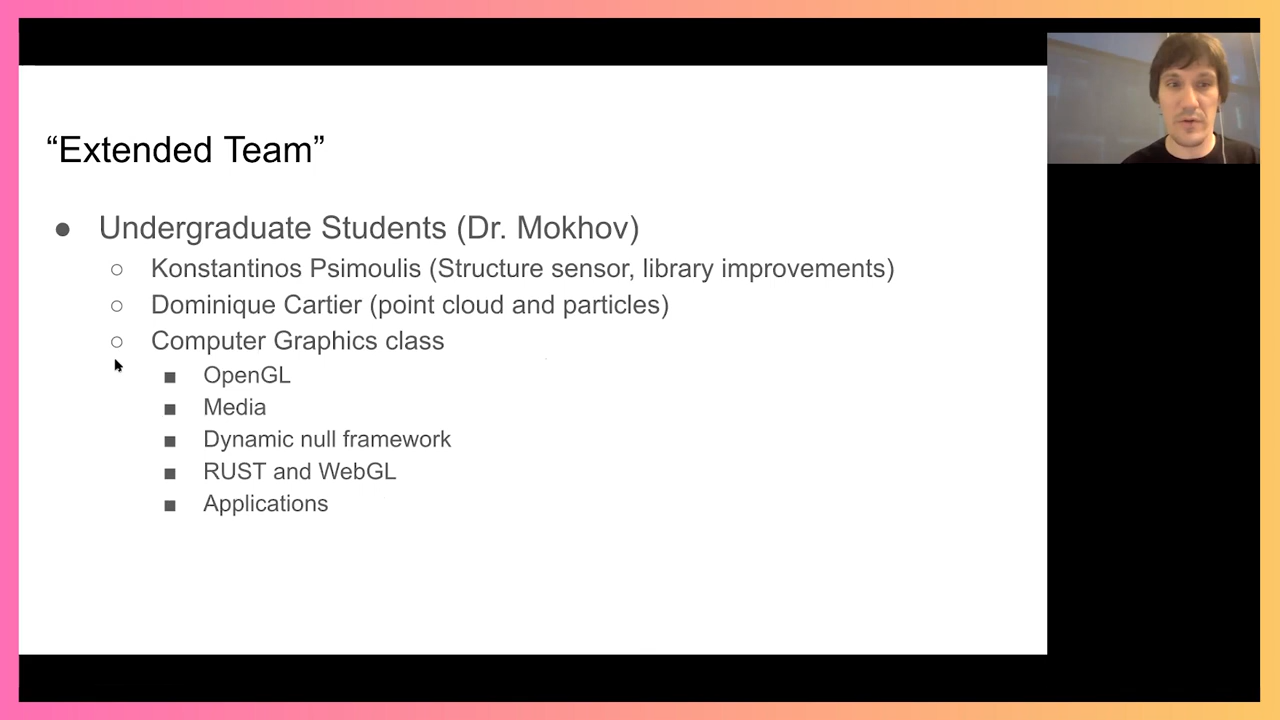 “Extended Team”
● Undergraduate Students (Dr. Mokhov)
○ Konstantinos Psimoulis (Structure sensor, library improvements)
○ Dominique Cartier (point cloud and particles)
○ Computer Graphics class
■ OpenGL
■ Media
■ Dynamic null framework
■ RUST and WebGL
■ Applications